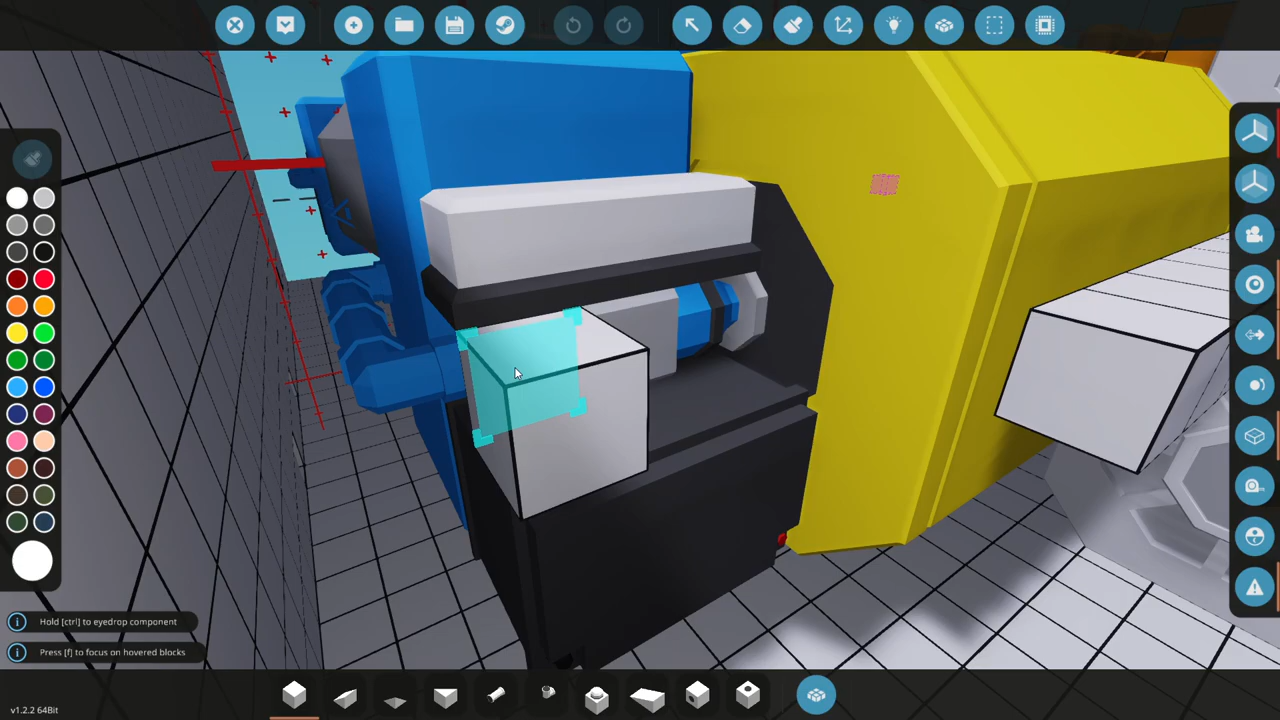 Hold [ctrl] to eyedrop component
Press [f] to focus on hovered blocks
v1.2.2 64Bit